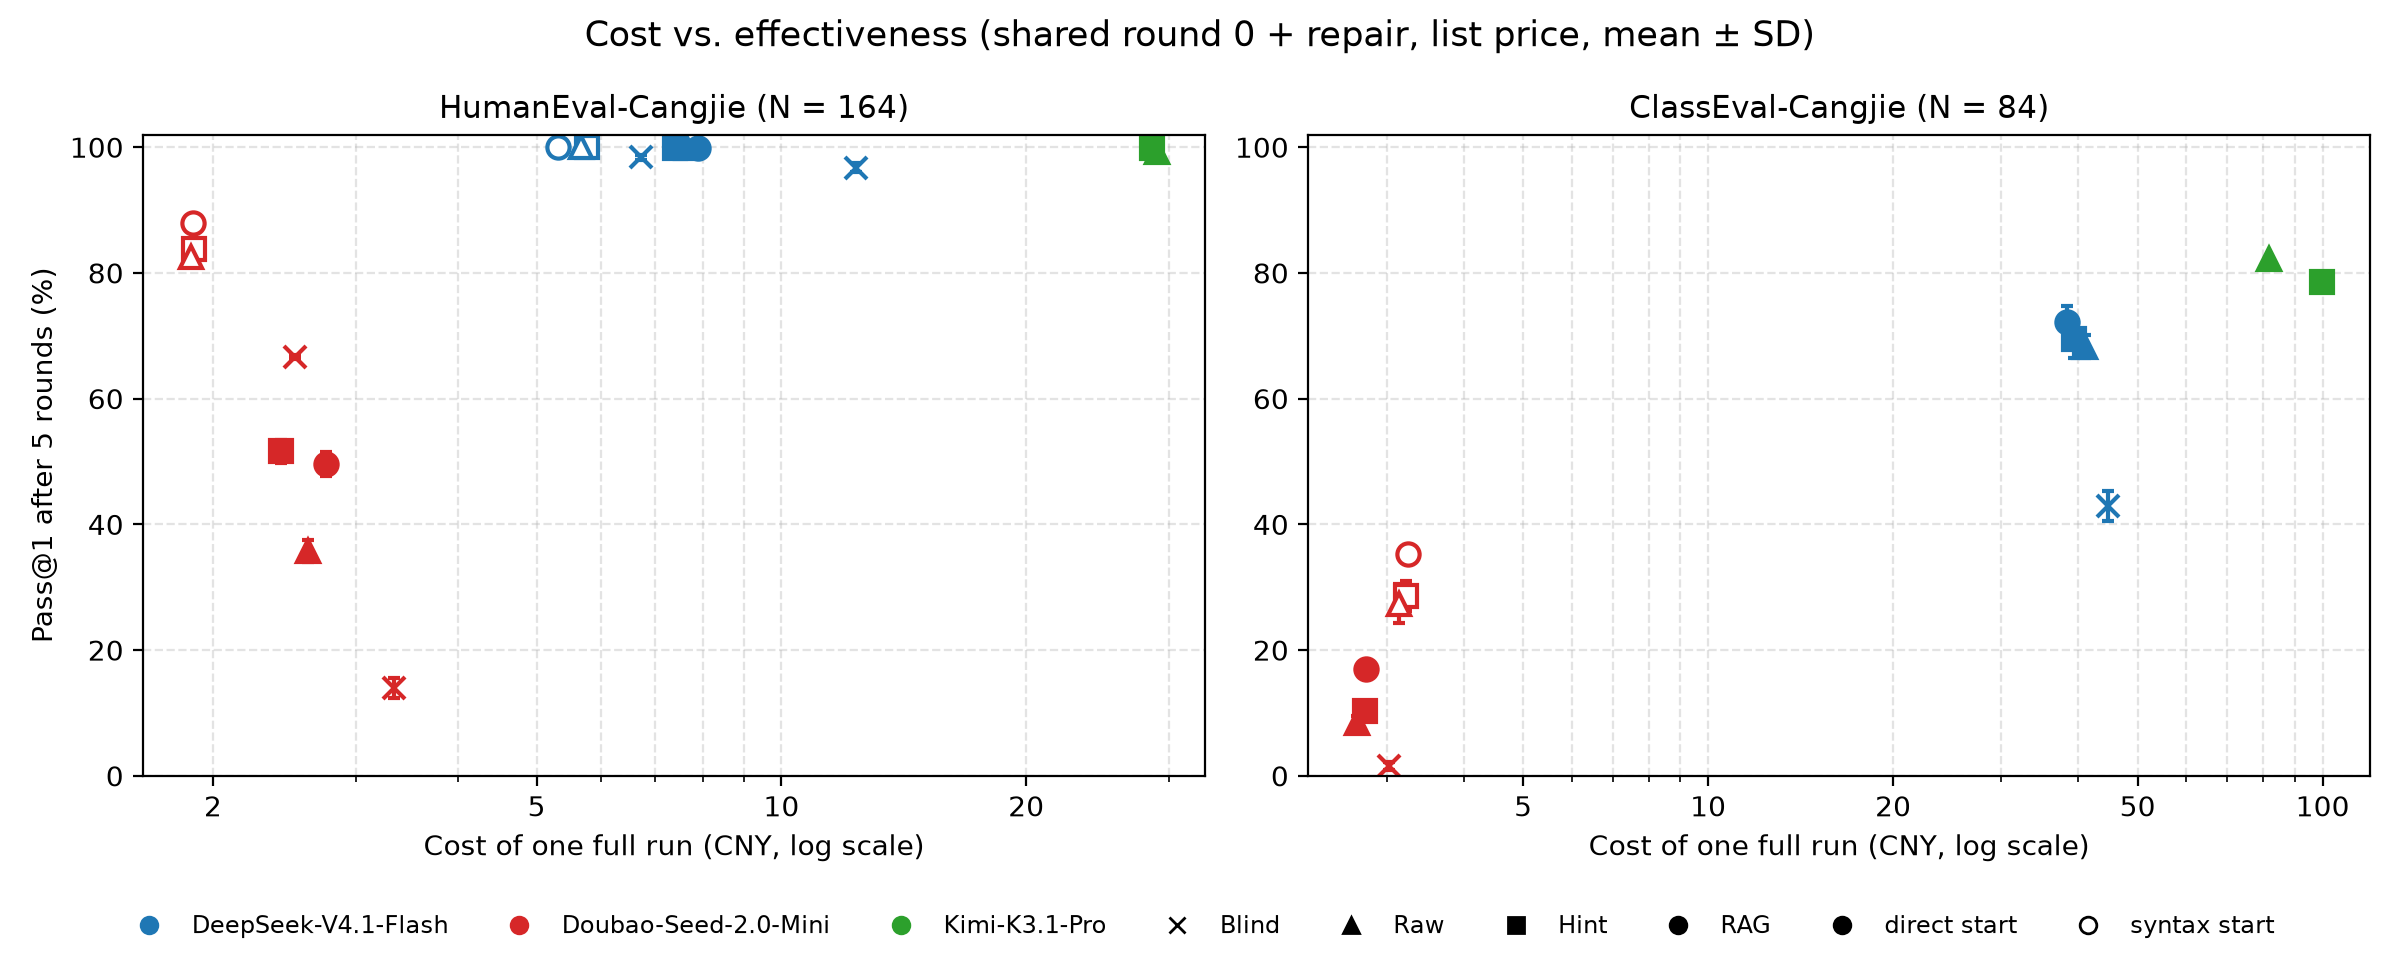 Cost vs. effectiveness (shared round 0 + repair, list price, mean ± SD)
HumanEval-Cangjie (N = 164)
Pass@1 after 5 rounds (%)
100
80
60
40
20
0
2
5
10
20
Cost of one full run (CNY, log scale)
ClassEval-Cangjie (N = 84)
100
80
60
40
20
0
5
10
20
50
100
Cost of one full run (CNY, log scale)
DeepSeek-V4.1-Flash
Doubao-Seed-2.0-Mini
Kimi-K3.1-Pro
Blind
Raw
Hint
RAG
direct start
syntax start